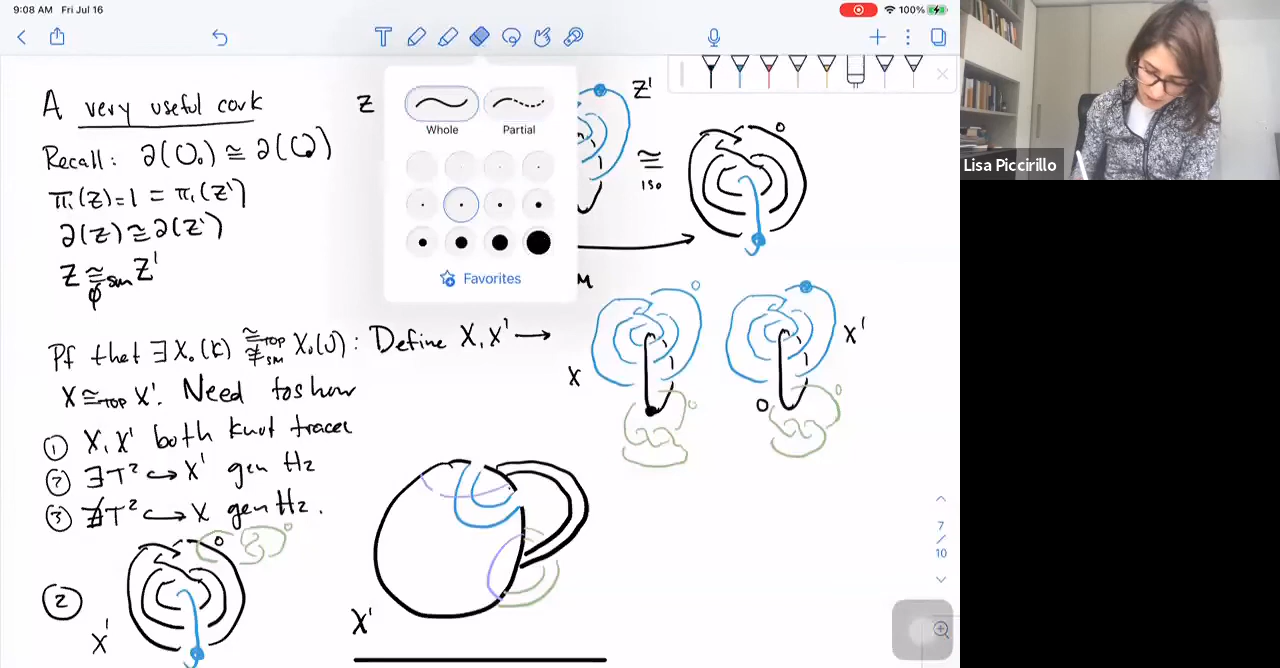 9:08 AM Fri Jul 16
100%
A very useful cork
Recall: ∂(O₀) ≅ ∂(O)
π₁(Z)=1=π₁(Z')
∂(Z) ≅ ∂(Z')
Z ≅ sm Z'
φ
Z
Z'
Whole
Partial
Favorites
≅
iso
0
Lisa Piccirillo
Pf that ∃ X₀(K) ≅TOP ≇sm X₀(U): Define X, X' →
X ≅TOP X'. Need to show
① X, X' both knot traces
② ∃ T² ↪ X' gen H₂
③ ∄ T² ↪ X gen H₂.
X
0
0
X'
0
0
7
/
10
②
X'
0
0
X'